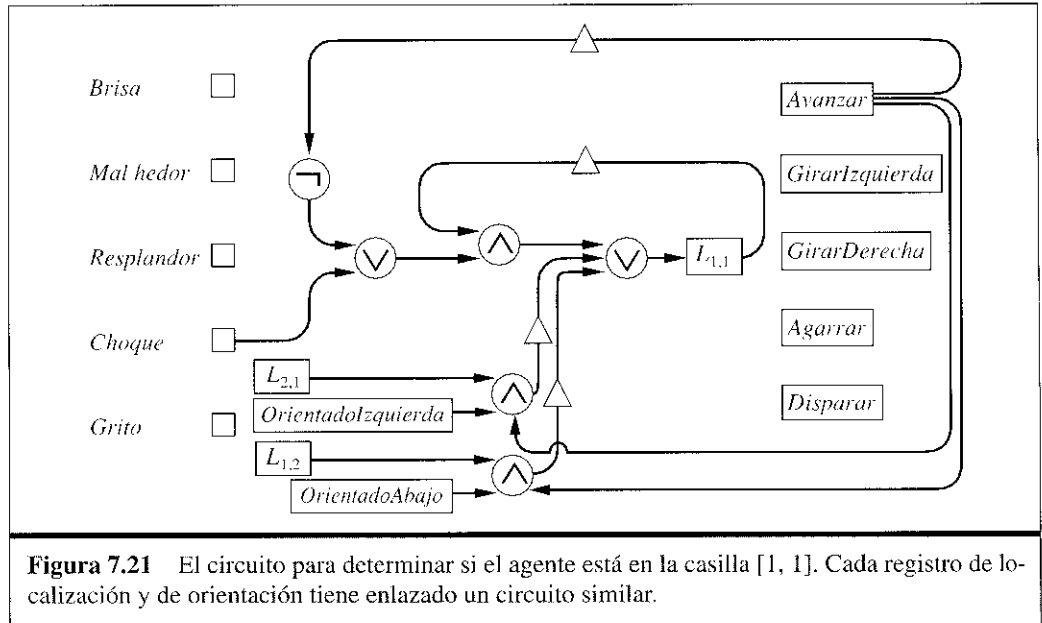 Brisa
Mal hedor
Resplandor
Choque
Grito
¬
∨
∧
∨
L1,1
L2,1
OrientadoIzquierda
∧
L1,2
OrientadoAbajo
∧
Avanzar
GirarIzquierda
GirarDerecha
Agarrar
Disparar
Figura 7.21 El circuito para determinar si el agente está en la casilla [1, 1]. Cada registro de lo-
calización y de orientación tiene enlazado un circuito similar.